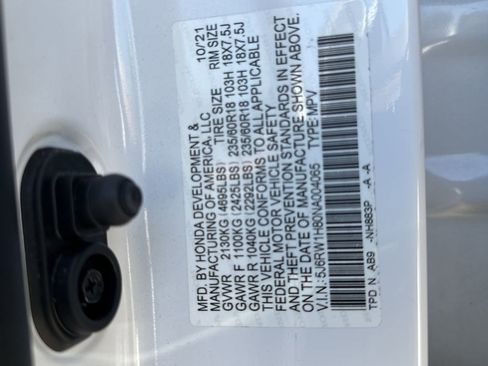 MFD. BY HONDA DEVELOPMENT & 10/21
MANUFACTURING OF AMERICA, LLC
TIRE SIZE RIM SIZE
GVWR 2130KG(4695LBS)
GAWR F 1100KG(2425LBS) 235/60R18 103H 18X7.5J
GAWR R 1040KG(2292LBS) 235/60R18 103H 18X7.5J
THIS VEHICLE CONFORMS TO ALL APPLICABLE
FEDERAL MOTOR VEHICLE SAFETY
AND THEFT PREVENTION STANDARDS IN EFFECT
ON THE DATE OF MANUFACTURE SHOWN ABOVE.
V.I.N.: 5J6RW1H80NA004065 TYPE: MPV
TPD N AB9 -NH883P -A -A